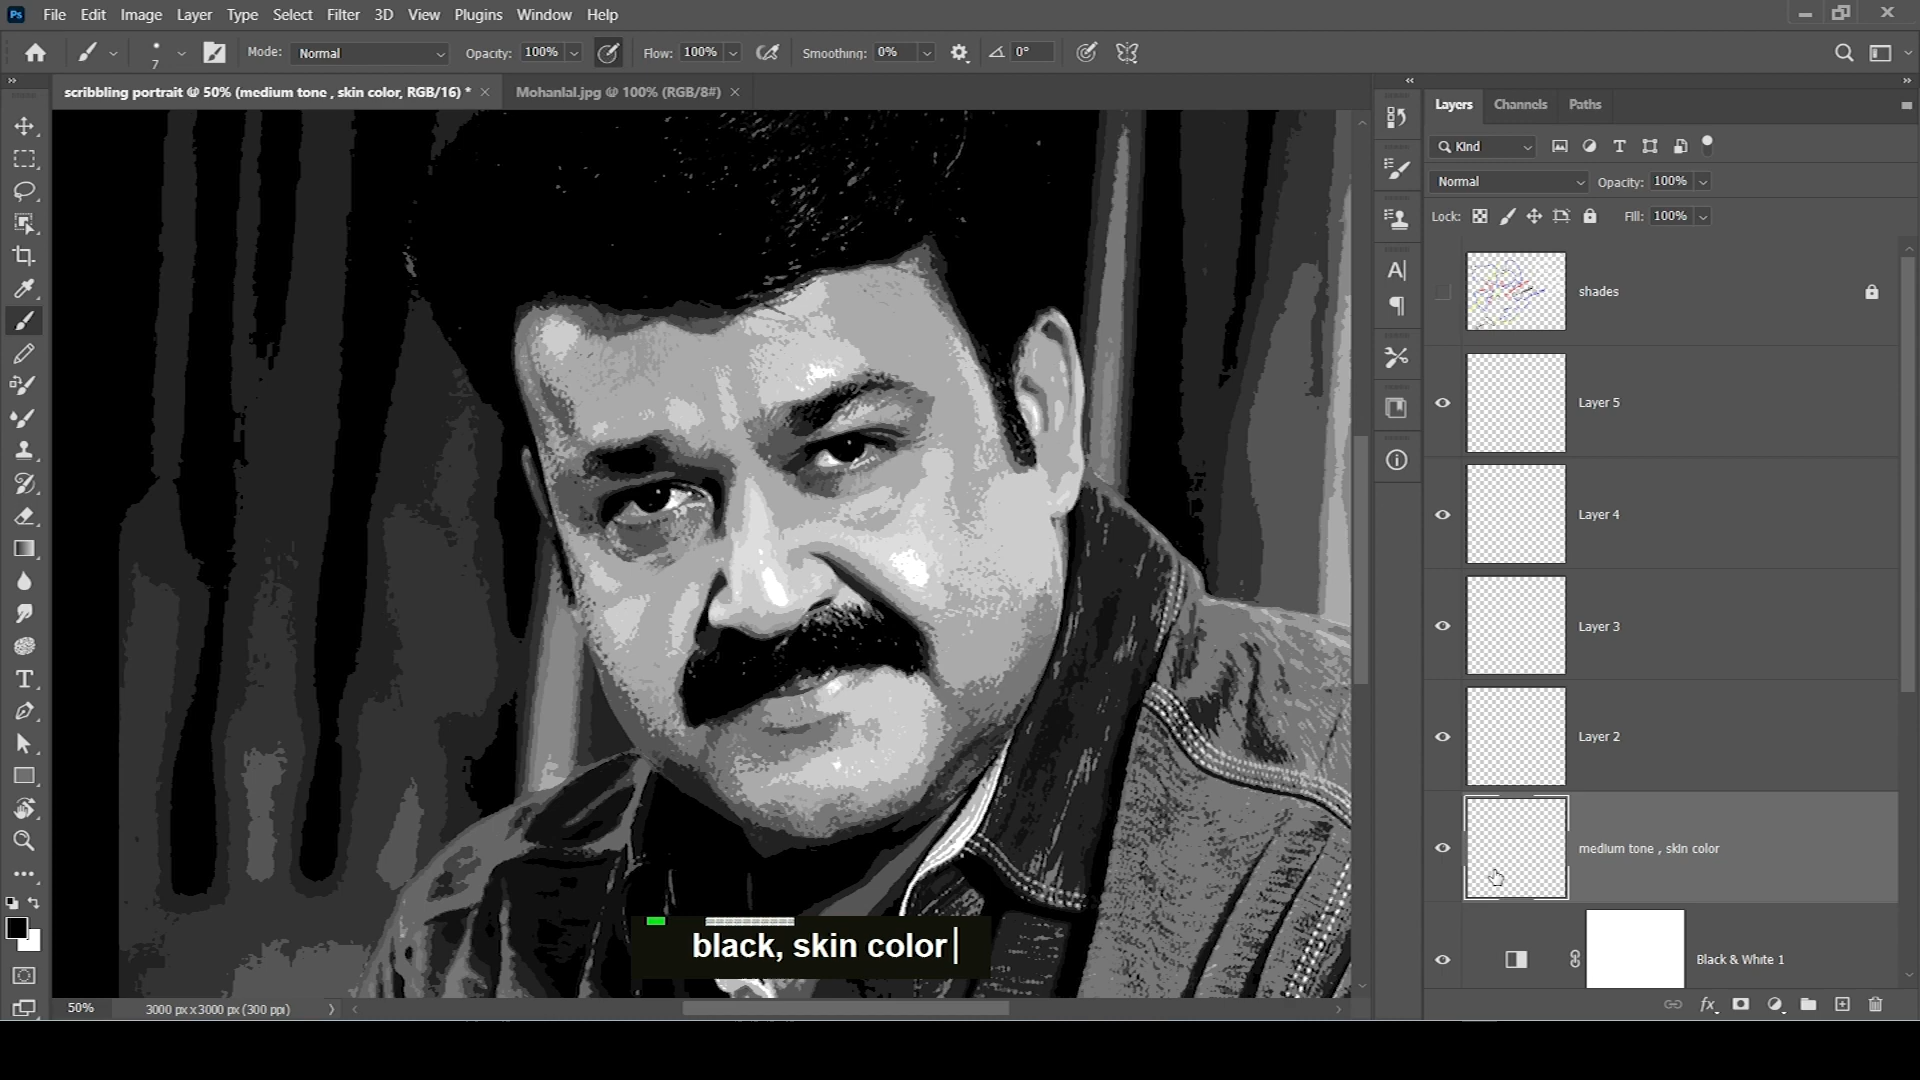 Ps File Edit Image Layer Type Select Filter 3D View Plugins Window Help
7 Mode: Normal Opacity: 100% Flow: 100% Smoothing: 0% 0°
scribbling portrait @ 50% (medium tone , skin color, RGB/16) * Mohanlal.jpg @ 100% (RGB/8#)
Layers Channels Paths
Kind
Normal Opacity: 100%
Lock: Fill: 100%
shades
Layer 5
Layer 4
Layer 3
Layer 2
medium tone , skin color
Black & White 1
black, skin color
50% 3000 px x 3000 px (300 ppi)
fx